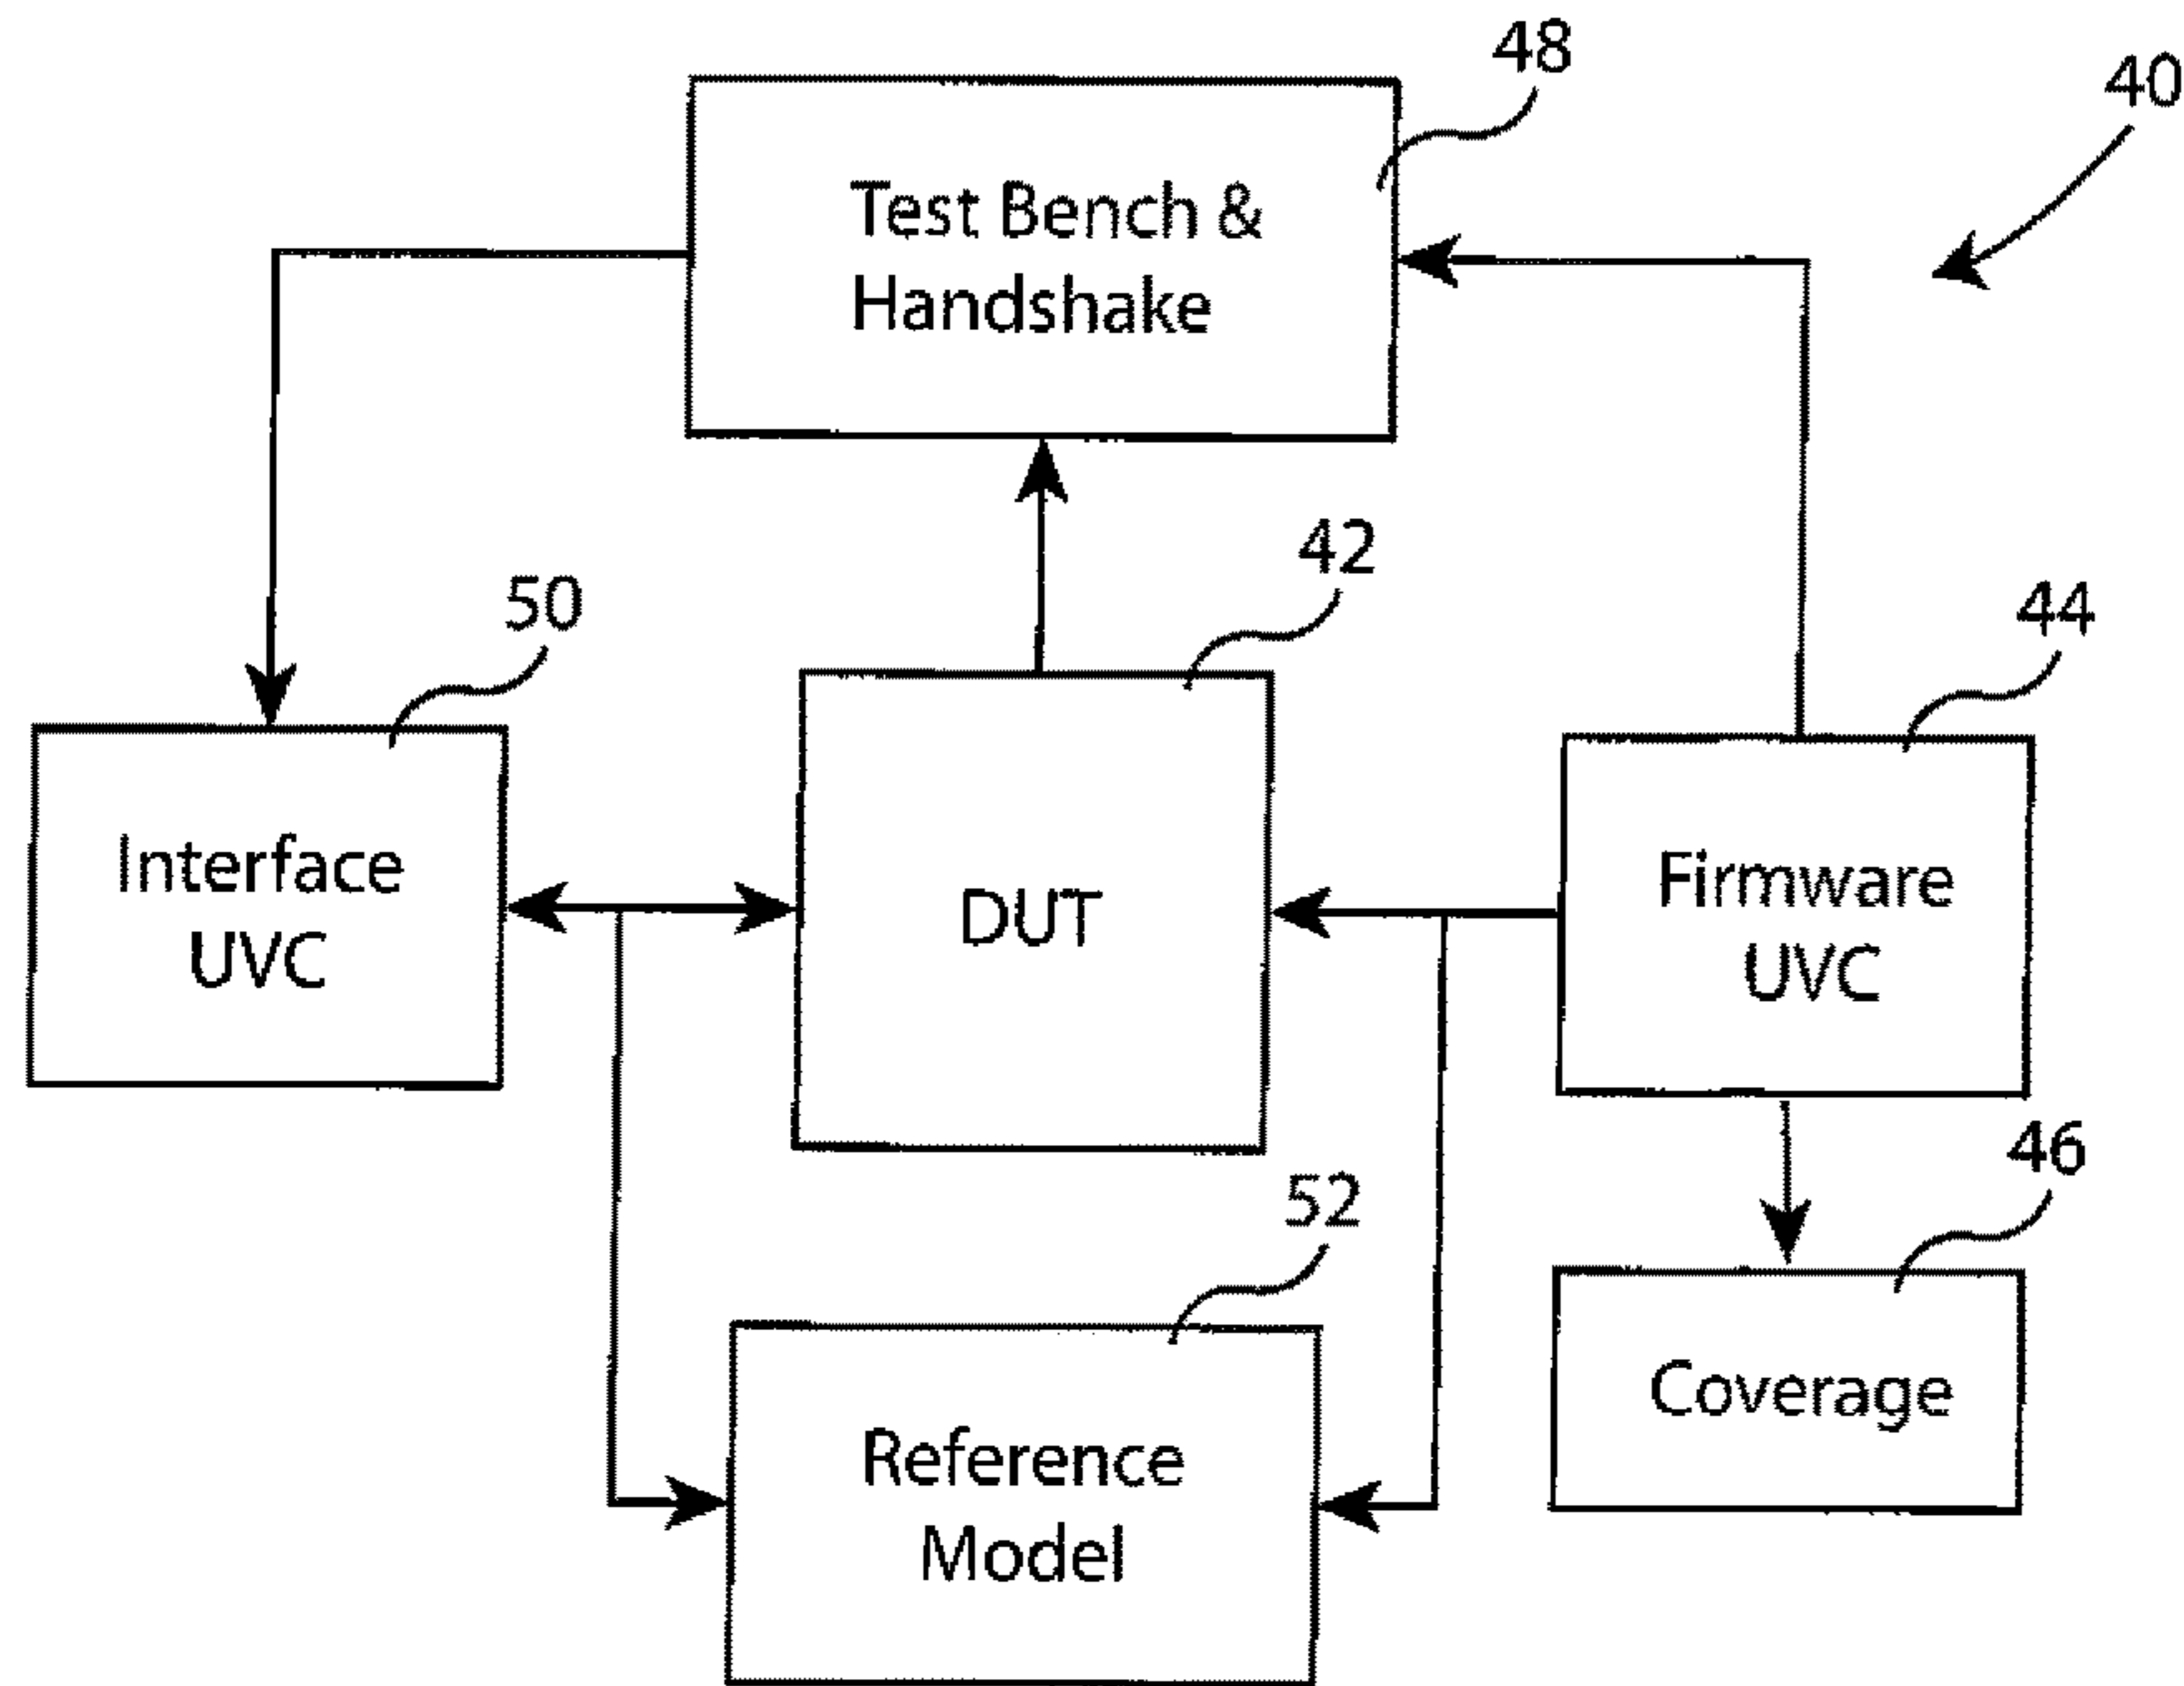 48
40
Test Bench &
Handshake
42
50
44
Interface
UVC
DUT
Firmware
UVC
46
52
Coverage
Reference
Model